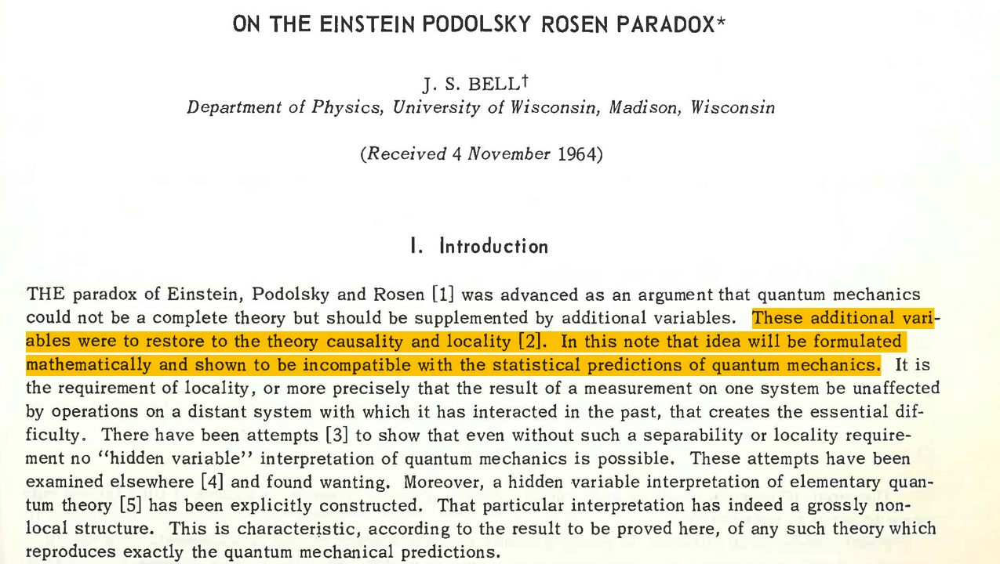 ON THE EINSTEIN PODOLSKY ROSEN PARADOX*
J. S. BELL†
Department of Physics, University of Wisconsin, Madison, Wisconsin
(Received 4 November 1964)
I. Introduction
THE paradox of Einstein, Podolsky and Rosen [1] was advanced as an argument that quantum mechanics
could not be a complete theory but should be supplemented by additional variables. These additional vari-
ables were to restore to the theory causality and locality [2]. In this note that idea will be formulated
mathematically and shown to be incompatible with the statistical predictions of quantum mechanics. It is
the requirement of locality, or more precisely that the result of a measurement on one system be unaffected
by operations on a distant system with which it has interacted in the past, that creates the essential dif-
ficulty. There have been attempts [3] to show that even without such a separability or locality require-
ment no “hidden variable” interpretation of quantum mechanics is possible. These attempts have been
examined elsewhere [4] and found wanting. Moreover, a hidden variable interpretation of elementary quan-
tum theory [5] has been explicitly constructed. That particular interpretation has indeed a grossly non-
local structure. This is characteristic, according to the result to be proved here, of any such theory which
reproduces exactly the quantum mechanical predictions.